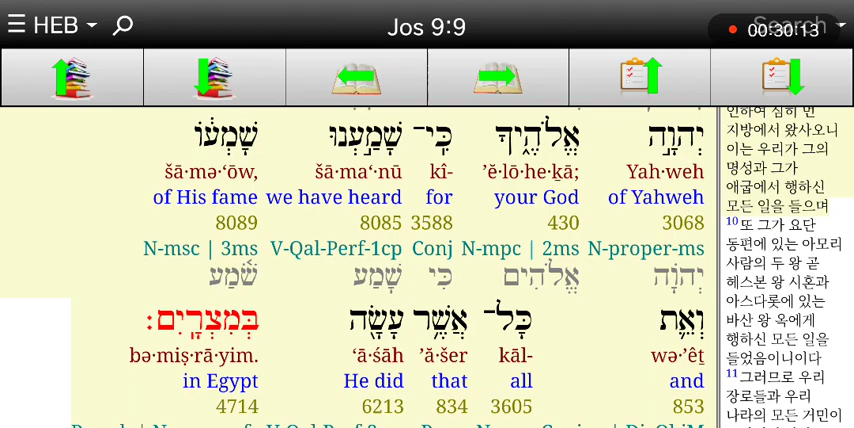 ☰ HEB
Jos 9:9
Search
00:30:13
יְהוָ֣ה אֱלֹהֶ֑יךָ כִּֽי־ שָׁמַ֣עְנוּ שָׁמְע֔וֹ
šā·mə·‘ōw, šā·ma‘·nū kî- ’ĕ·lō·he·ḵā; Yah·weh
of His fame we have heard for your God of Yahweh
8089 8085 3588 430 3068
N-msc | 3ms V-Qal-Perf-1cp Conj N-mpc | 2ms N-proper-ms
יְהוָֹה אֱלֹהִים כִּי שָׁמַע שֹׁמַע
וְאֵ֛ת כָּל־ אֲשֶׁ֥ר עָשָׂ֖ה בְּמִצְרָֽיִם׃
bə·miṣ·rā·yim. ‘ā·śāh ’ă·šer kāl- wə·’êṯ
in Egypt He did that all and
4714 6213 834 3605 853
인하여 심히 먼
지방에서 왔사오니
이는 우리가 그의
명성과 그가
애굽에서 행하신
모든 일을 들으며
10 또 그가 요단
동편에 있는 아모리
사람의 두 왕 곧
헤스본 왕 시혼과
아스다롯에 있는
바산 왕 옥에게
행하신 모든 일을
들었음이니이다
11 그러므로 우리
장로들과 우리
나라의 모든 거민이